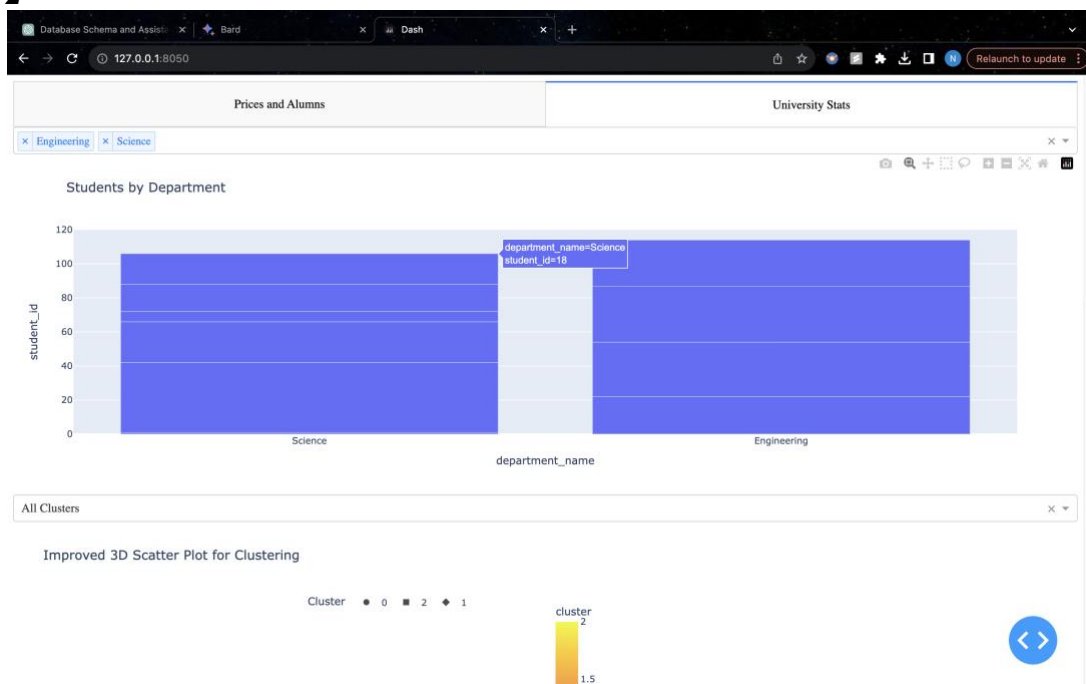 Database Schema and Assista
Bard
Dash
127.0.0.1:8050
N
Relaunch to update
Prices and Alumns
University Stats
× Engineering × Science
Students by Department
120
100
80
60
40
20
0
student_id
department_name=Science
student_id=18
Science
Engineering
department_name
All Clusters
Improved 3D Scatter Plot for Clustering
Cluster 0 2 1
cluster
2
1.5